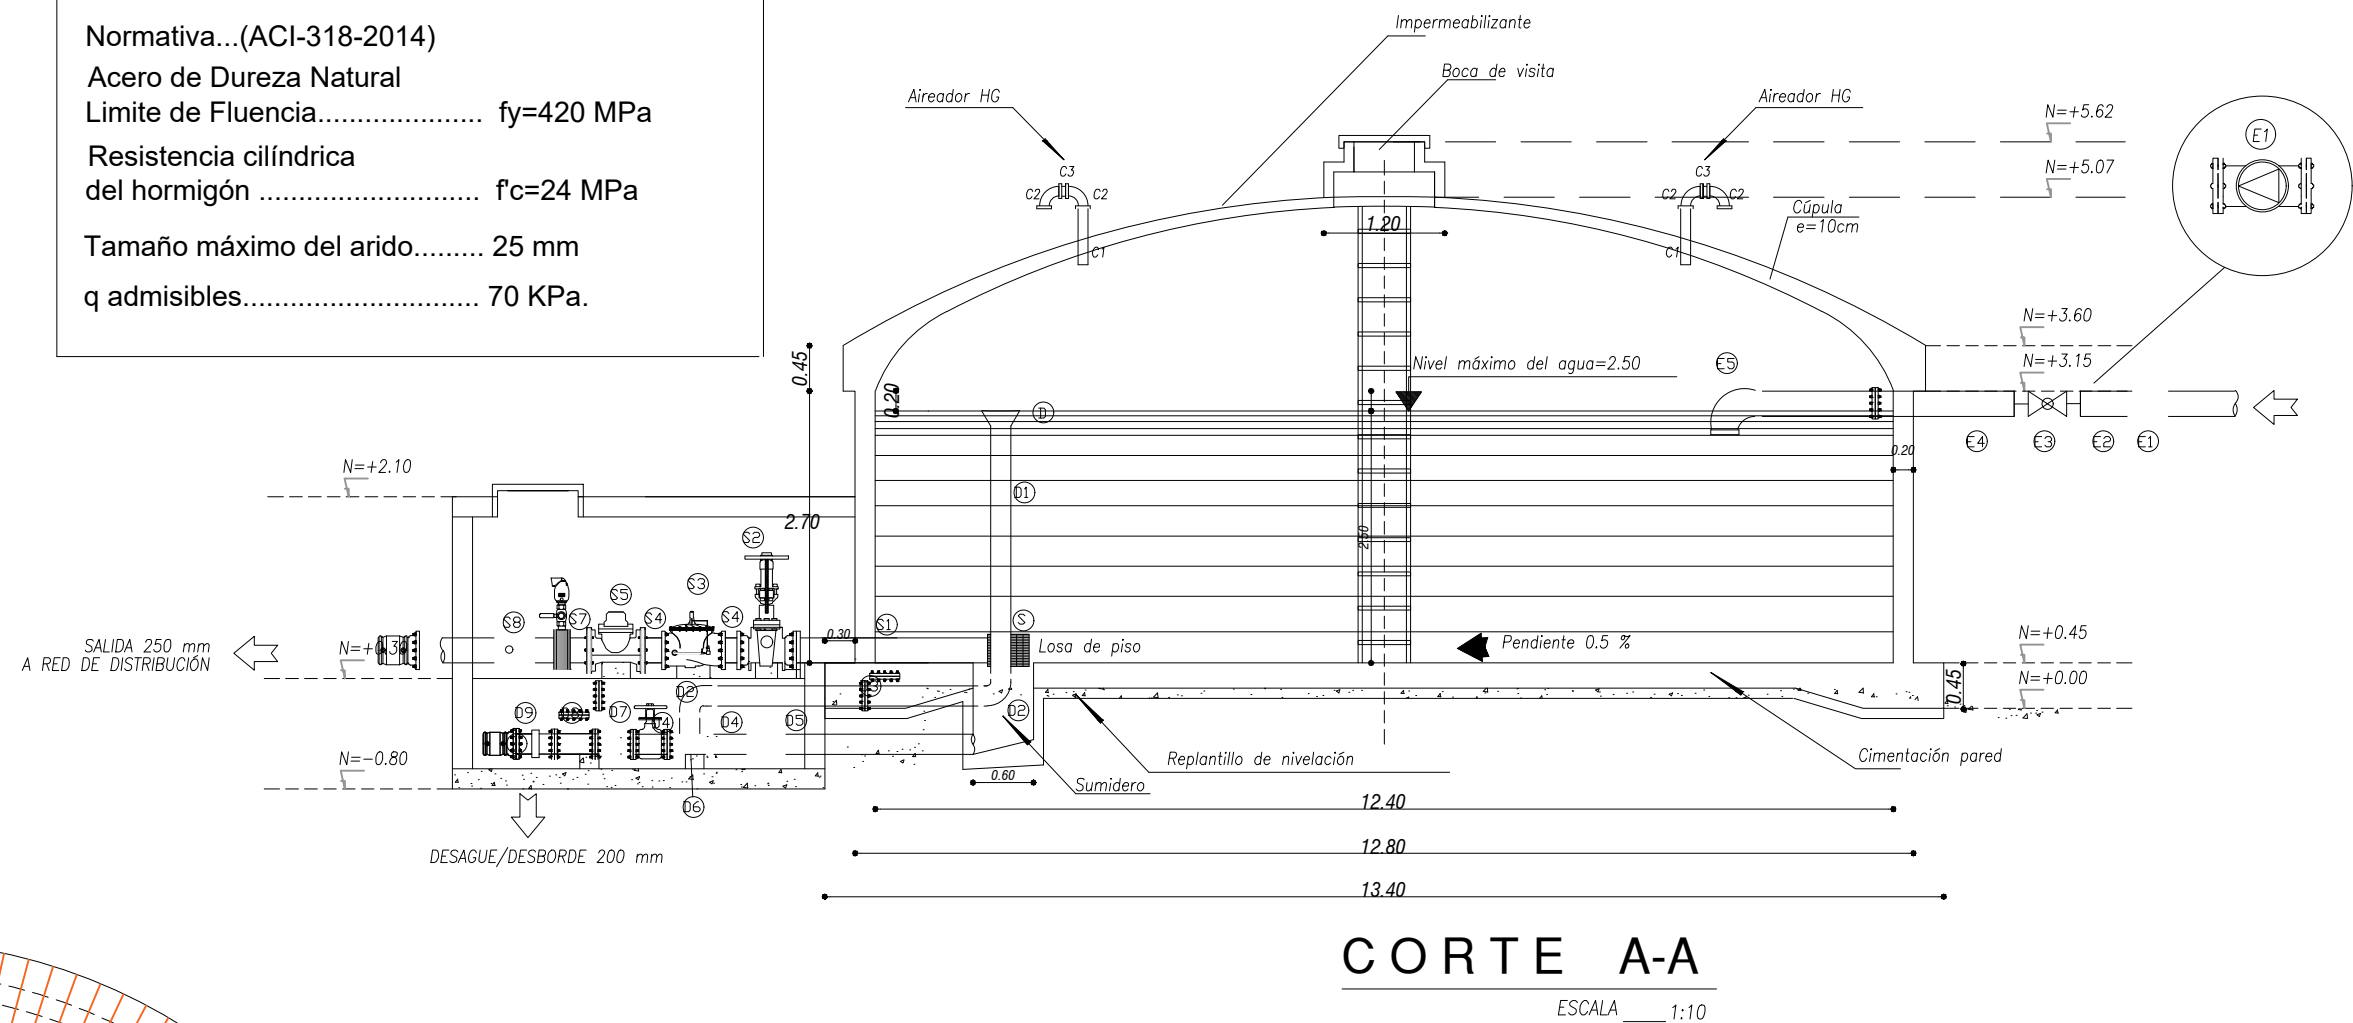 Normativa...(ACI-318-2014)
Acero de Dureza Natural
Limite de Fluencia..................... fy=420 MPa
Resistencia cilíndrica
del hormigón ............................ f'c=24 MPa
Tamaño máximo del arido......... 25 mm
q admisibles.............................. 70 KPa.
Impermeabilizante
Boca de visita
Aireador HG
Aireador HG
N=+5.62
E1
N=+5.07
C3
C2
C2
C3
C2
C2
Cúpula
e=10cm
1.20
C1
C1
N=+3.60
N=+3.15
0.45
Nivel máximo del agua=2.50
E5
0.20
D
E4
E3
E2
E1
0.20
N=+2.10
D1
2.70
2.50
S2
S3
S5
S8
S7
S4
S4
S1
S
0.30
SALIDA 250 mm
A RED DE DISTRIBUCIÓN
Losa de piso
Pendiente 0.5 %
N=+0.45
N=+0.00
0.45
D2
D9
D7
D4
D4
D5
D2
N=-0.80
Replantillo de nivelación
Cimentación pared
0.60
Sumidero
D6
12.40
12.80
13.40
DESAGUE/DESBORDE 200 mm
CORTE A-A
ESCALA ____ 1:10